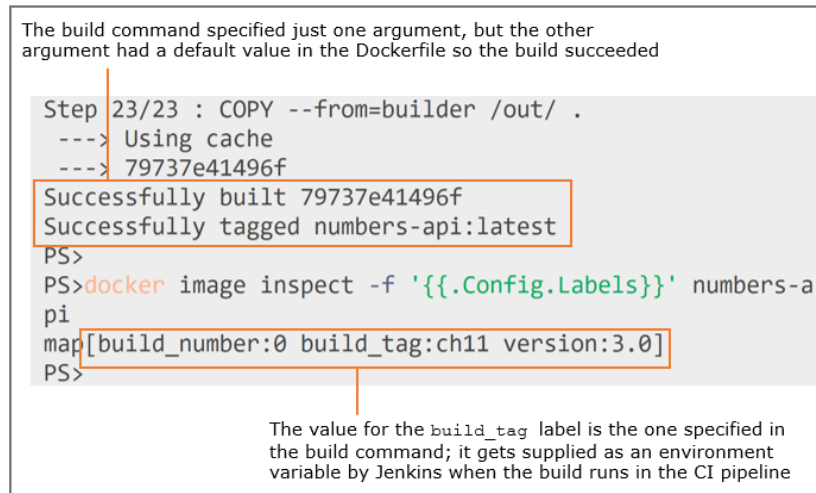 The build command specified just one argument, but the other
argument had a default value in the Dockerfile so the build succeeded
Step 23/23 : COPY --from=builder /out/ .
---> Using cache
---> 79737e41496f
Successfully built 79737e41496f
Successfully tagged numbers-api:latest
PS>
PS>docker image inspect -f '{{.Config.Labels}}' numbers-a
pi
map[build_number:0 build_tag:ch11 version:3.0]
PS>
The value for the build_tag label is the one specified in
the build command; it gets supplied as an environment
variable by Jenkins when the build runs in the CI pipeline